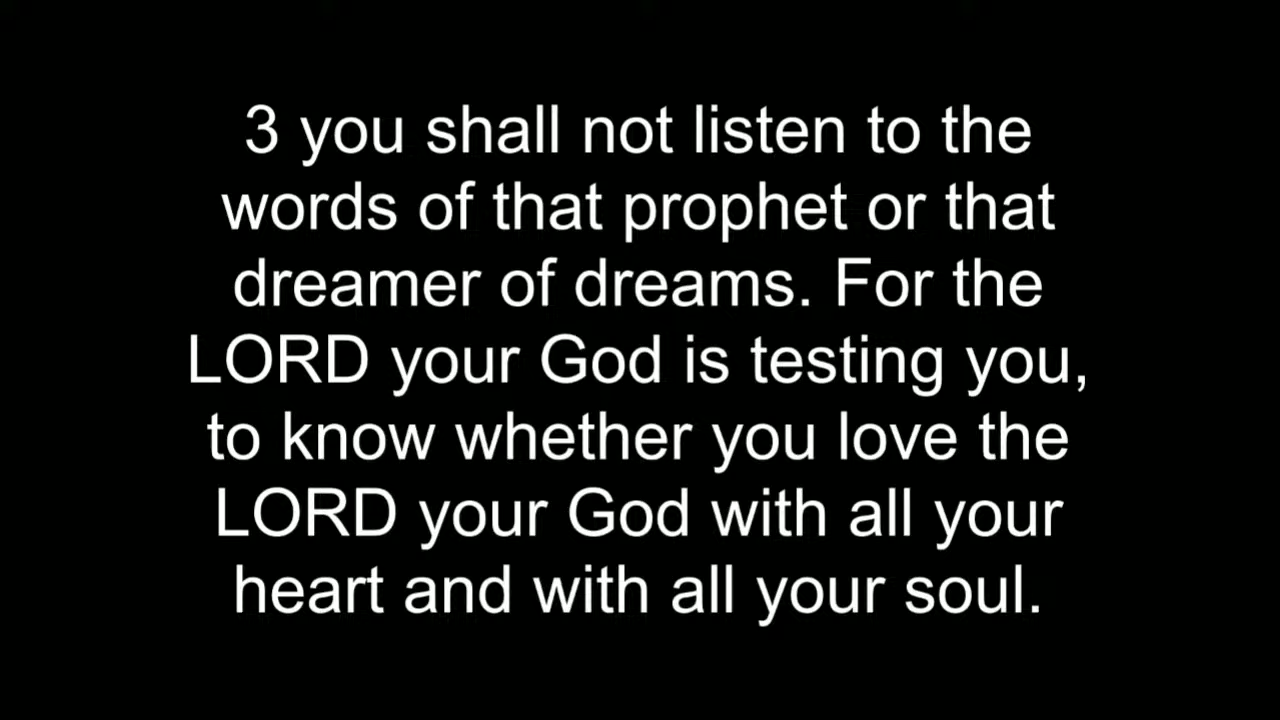 3 you shall not listen to the
words of that prophet or that
dreamer of dreams. For the
LORD your God is testing you,
to know whether you love the
LORD your God with all your
heart and with all your soul.